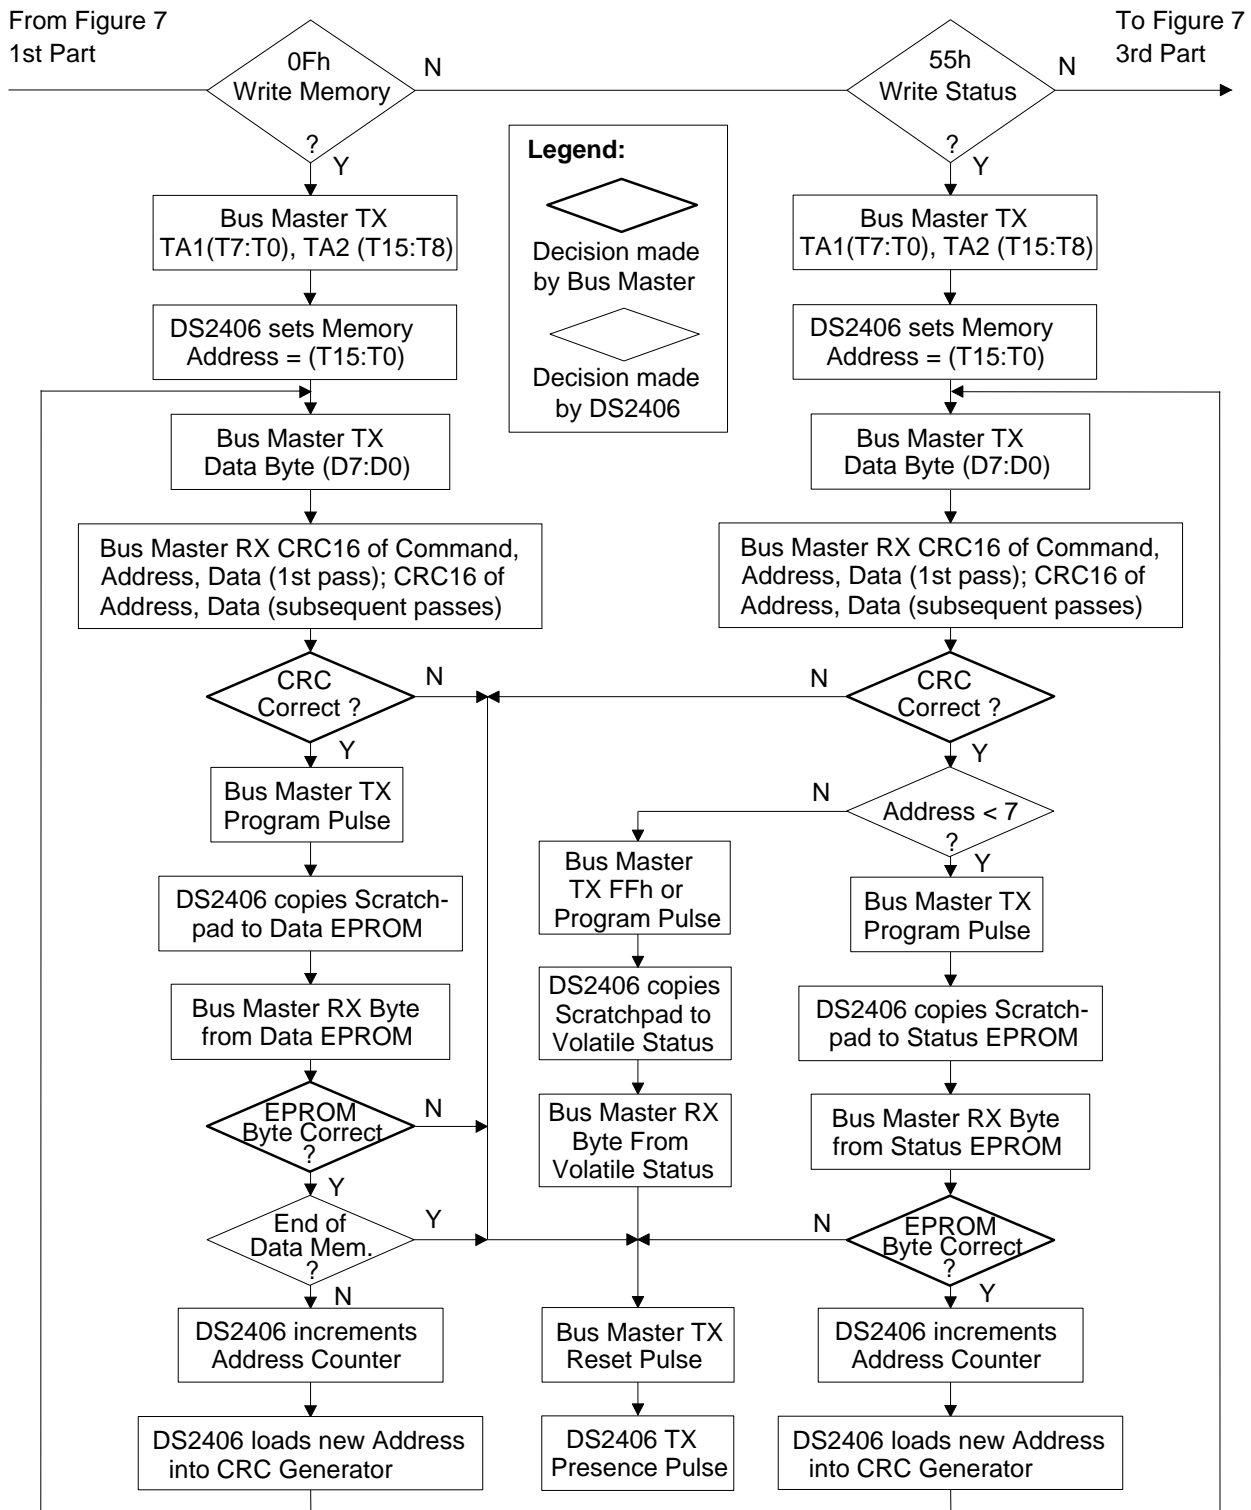 From Figure 7
1st Part
0Fh
Write Memory
?
N
Y
55h
Write Status
?
N
Y
To Figure 7
3rd Part
Legend:
Decision made
by Bus Master
Decision made
by DS2406
Bus Master TX
TA1(T7:T0), TA2 (T15:T8)
DS2406 sets Memory
Address = (T15:T0)
Bus Master TX
Data Byte (D7:D0)
Bus Master RX CRC16 of Command,
Address, Data (1st pass); CRC16 of
Address, Data (subsequent passes)
CRC
Correct ?
N
Y
Bus Master TX
Program Pulse
DS2406 copies Scratch-
pad to Data EPROM
Bus Master RX Byte
from Data EPROM
EPROM
Byte Correct
?
N
Y
End of
Data Mem.
?
Y
N
DS2406 increments
Address Counter
DS2406 loads new Address
into CRC Generator
Bus Master
TX FFh or
Program Pulse
DS2406 copies
Scratchpad to
Volatile Status
Bus Master RX
Byte From
Volatile Status
Bus Master TX
Reset Pulse
DS2406 TX
Presence Pulse
Bus Master TX
TA1(T7:T0), TA2 (T15:T8)
DS2406 sets Memory
Address = (T15:T0)
Bus Master TX
Data Byte (D7:D0)
Bus Master RX CRC16 of Command,
Address, Data (1st pass); CRC16 of
Address, Data (subsequent passes)
CRC
Correct ?
N
Y
Address < 7
?
N
Y
Bus Master TX
Program Pulse
DS2406 copies Scratch-
pad to Status EPROM
Bus Master RX Byte
from Status EPROM
EPROM
Byte Correct
?
N
Y
DS2406 increments
Address Counter
DS2406 loads new Address
into CRC Generator